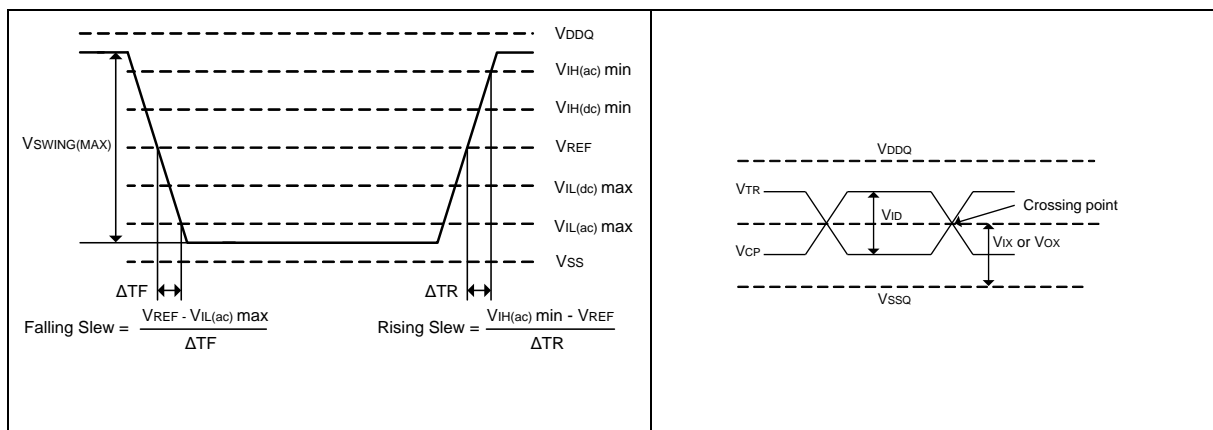 VDDQ
VIH(ac) min
VIH(dc) min
VSWING(MAX)
VREF
VIL(dc) max
VIL(ac) max
VSS
ΔTF
ΔTR
Falling Slew = VREF - VIL(ac) max
ΔTF
Rising Slew = VIH(ac) min - VREF
ΔTR
VDDQ
VTR
VID
Crossing point
VIX or VOX
VCP
VSSQ